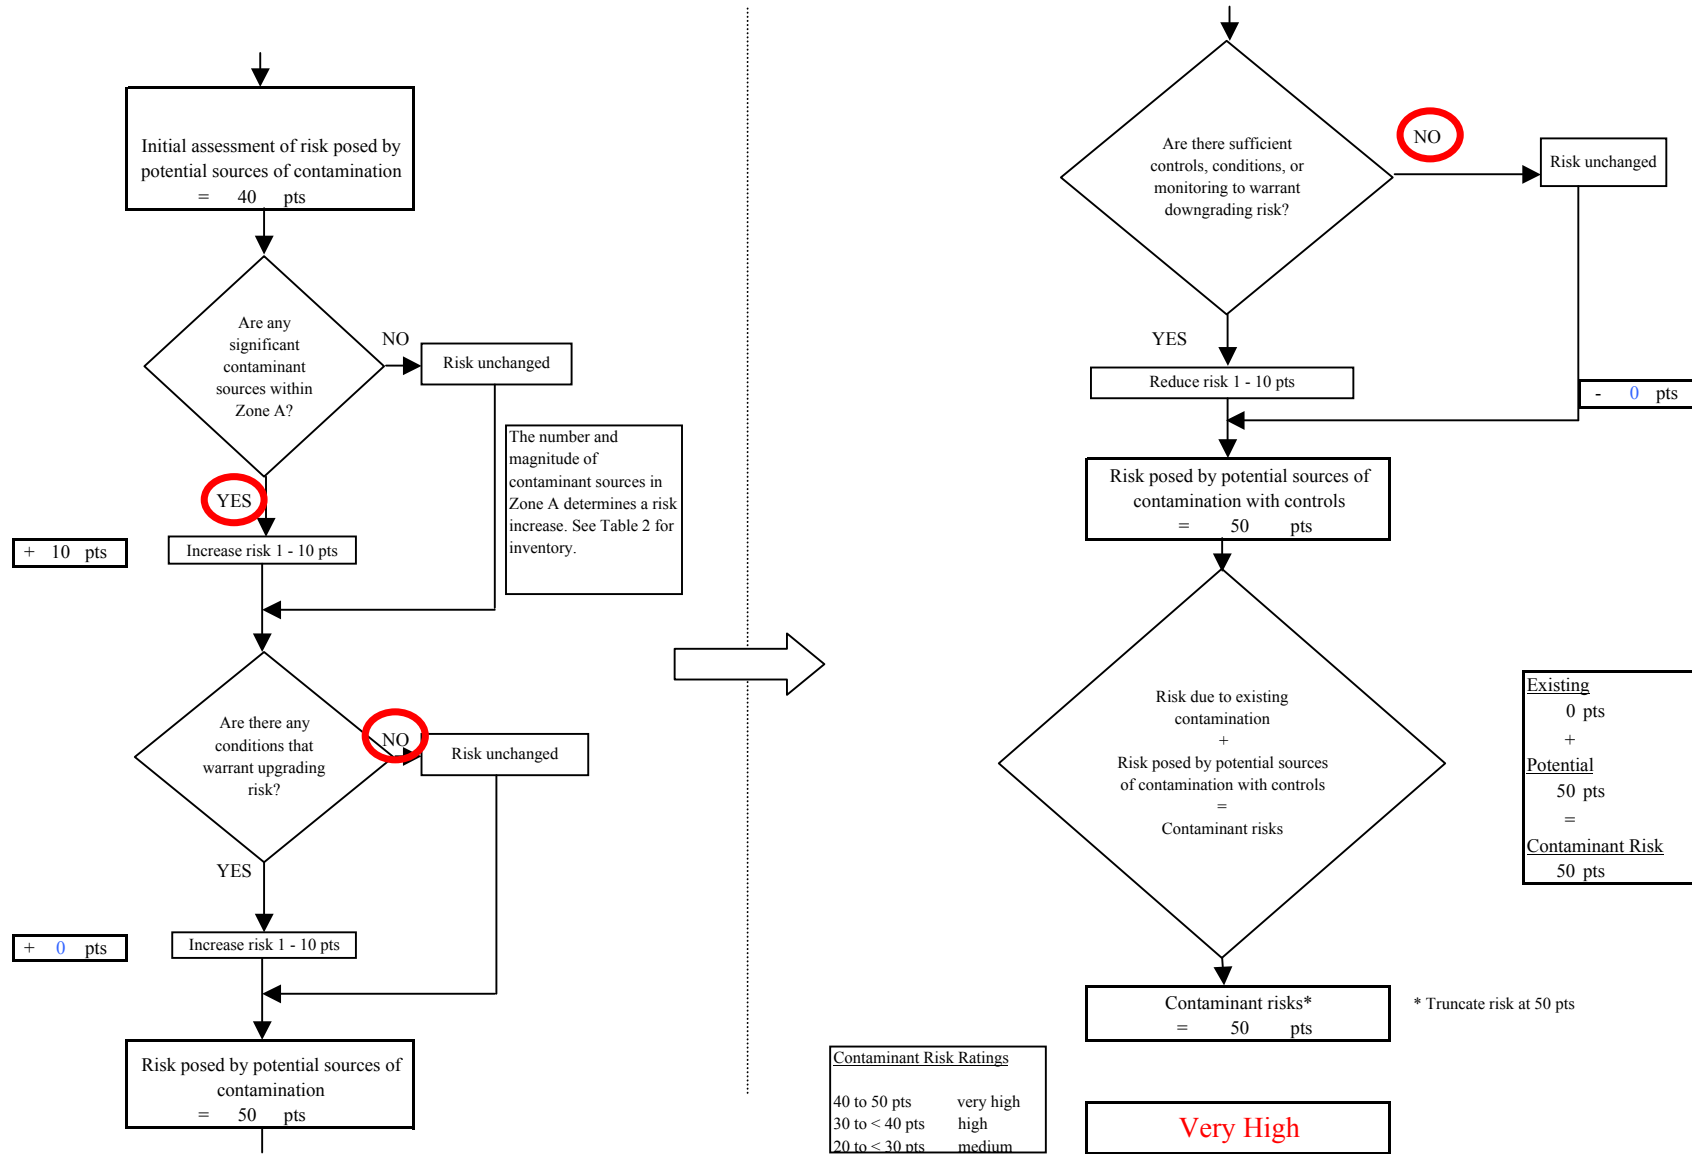 Initial assessment of risk posed by
potential sources of contamination
= 40 pts
Are any
significant
contaminant
sources within
Zone A?
NO
Risk unchanged
The number and
magnitude of
contaminant sources in
Zone A determines a risk
increase. See Table 2 for
inventory.
YES
+ 10 pts
Increase risk 1 - 10 pts
Are there any
conditions that
warrant upgrading
risk?
NO
Risk unchanged
YES
+ 0 pts
Increase risk 1 - 10 pts
Risk posed by potential sources of
contamination
= 50 pts
Are there sufficient
controls, conditions, or
monitoring to warrant
downgrading risk?
NO
Risk unchanged
YES
Reduce risk 1 - 10 pts
- 0 pts
Risk posed by potential sources of
contamination with controls
= 50 pts
Risk due to existing
contamination
+
Risk posed by potential sources
of contamination with controls
=
Contaminant risks
Existing
0 pts
+
Potential
50 pts
=
Contaminant Risk
50 pts
Contaminant risks*
= 50 pts
* Truncate risk at 50 pts
Contaminant Risk Ratings
40 to 50 pts very high
30 to < 40 pts high
20 to < 30 pts medium
Very High